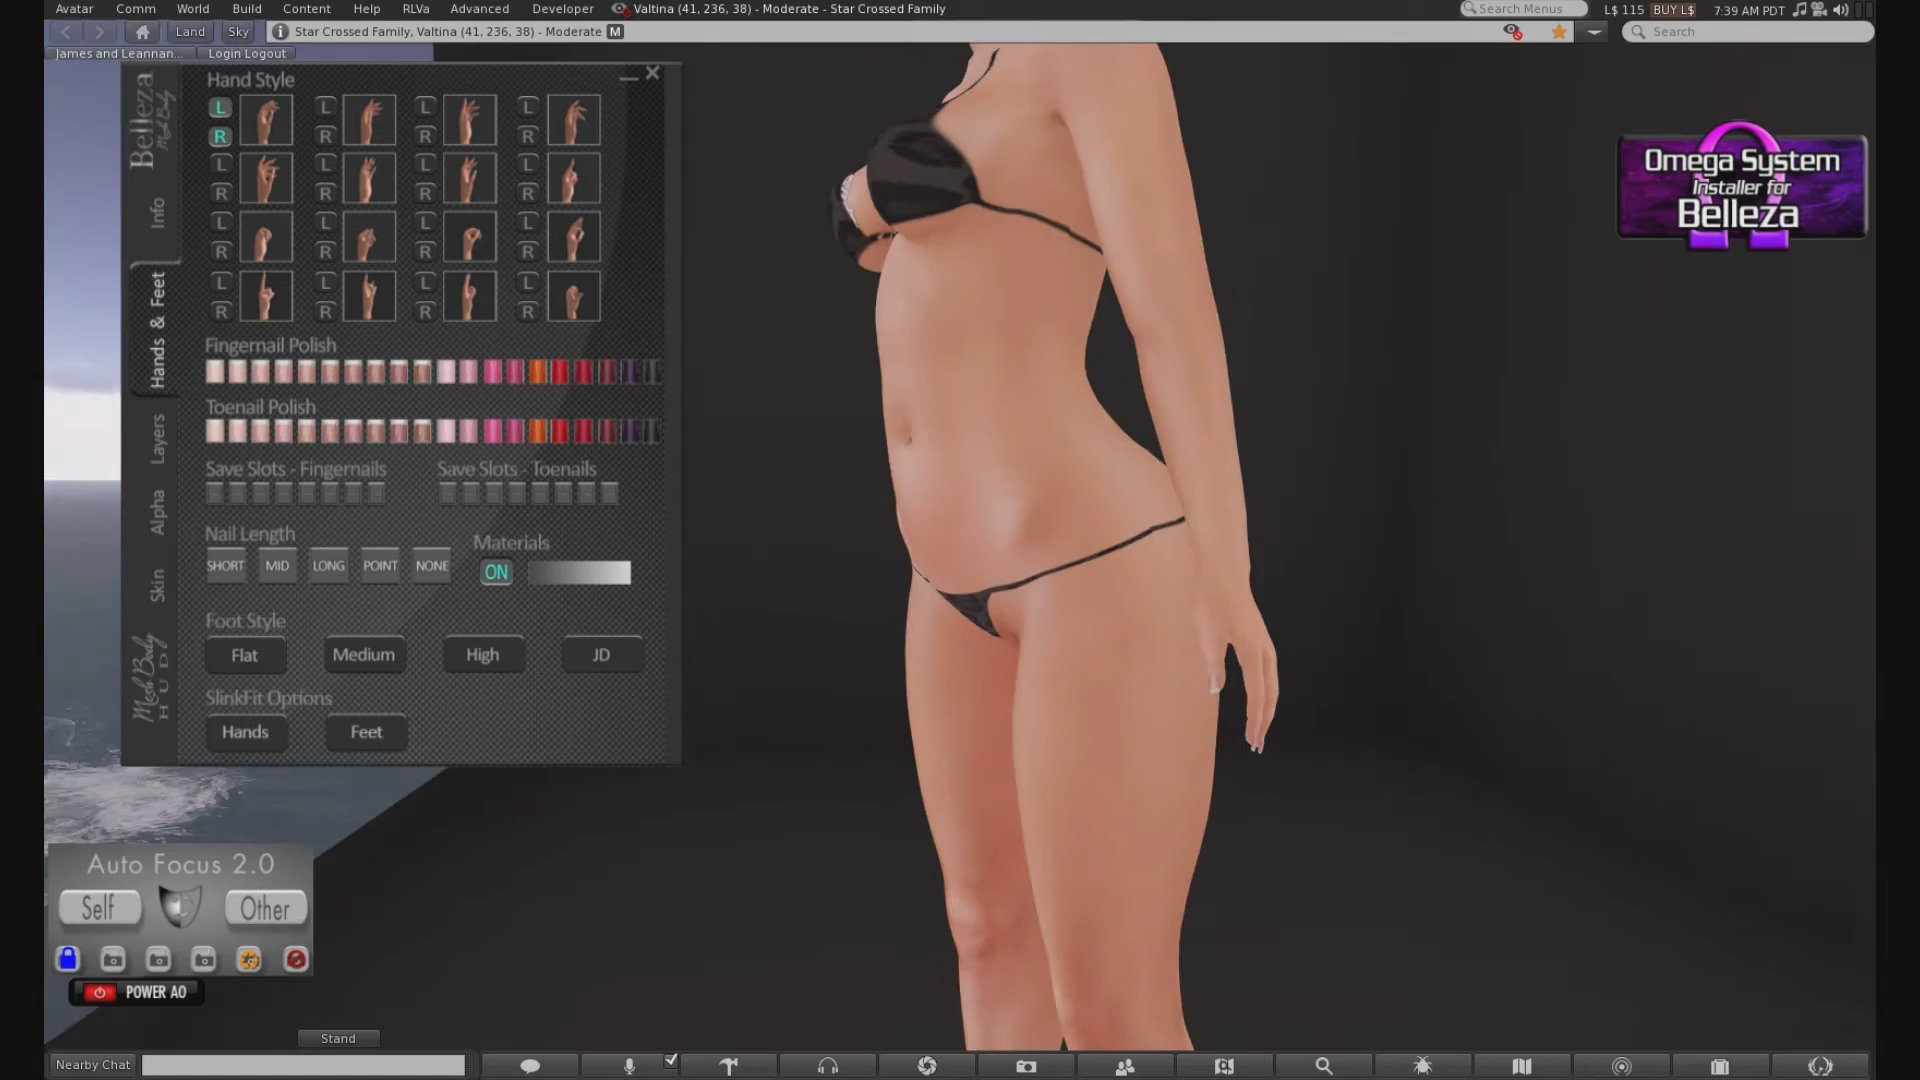 Avatar Comm World Build Content Help RLVa Advanced Developer Valtina (41, 236, 38) - Moderate - Star Crossed Family Search Menus L$ 115 BUY L$ 7:39 AM PDT
Land Sky Star Crossed Family, Valtina (41, 236, 38) - Moderate M Search
James and Leannan... Login Logout
Belleza
Mesh Body
Info
Hands & Feet
Layers
Alpha
Skin
Mesh Body
HUD
Hand Style
L L L L
R R R R
L L L L
R R R R
L L L L
R R R R
L L L L
R R R R
Fingernail Polish
Toenail Polish
Save Slots - Fingernails Save Slots - Toenails
Nail Length Materials
SHORT MID LONG POINT NONE ON
Foot Style
Flat Medium High JD
SlinkFit Options
Hands Feet
Omega System
Installer for
Belleza
Auto Focus 2.0
Self Other
POWER AO
Stand
Nearby Chat